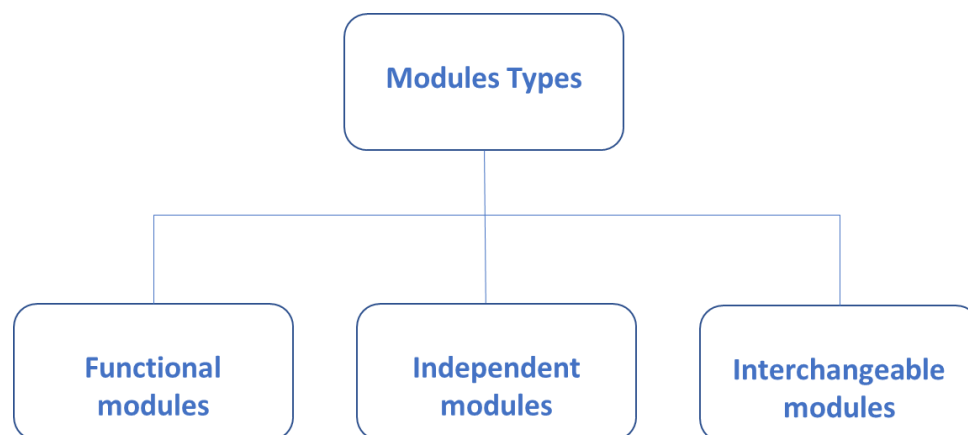 Modules Types
Functional
modules
Independent
modules
Interchangeable
modules